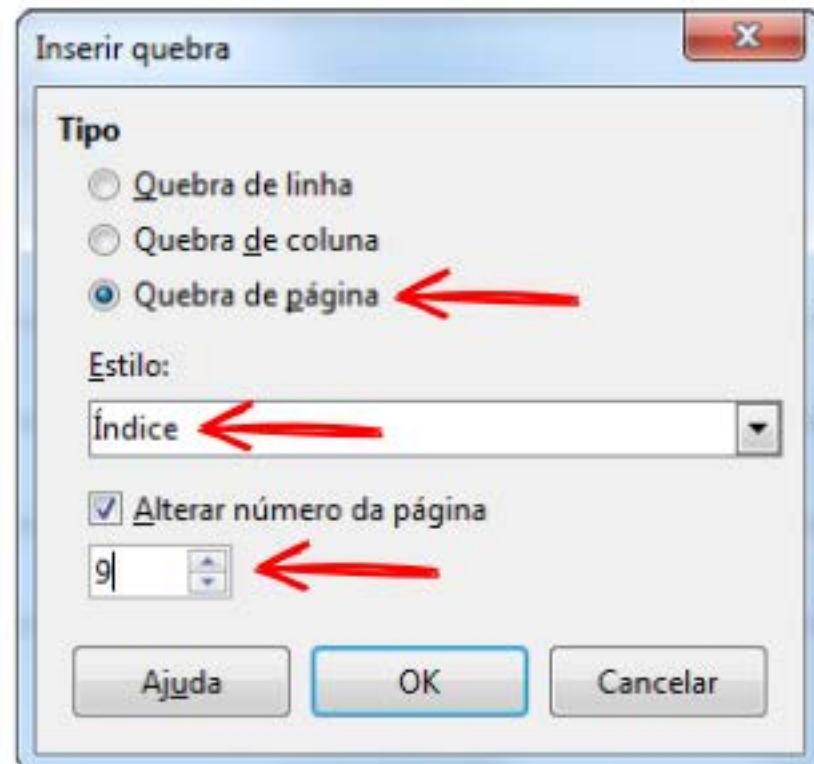 Inserir quebra
Tipo
Quebra de linha
Quebra de coluna
Quebra de página
Estilo:
Índice
Alterar número da página
9
Ajuda OK Cancelar